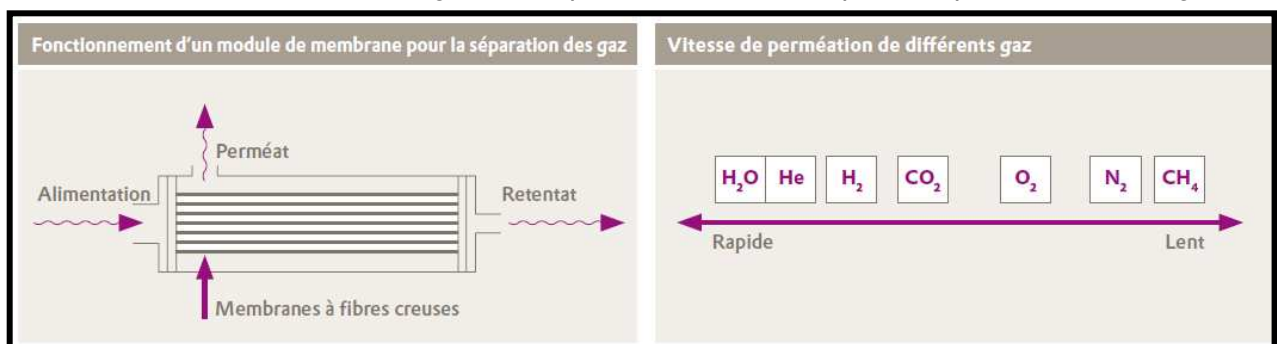 Fonctionnement d'un module de membrane pour la séparation des gaz
Perméat
Alimentation
Retentat
Membranes à fibres creuses
Vitesse de perméation de différents gaz
H₂O He H₂ CO₂ O₂ N₂ CH₄
Rapide Lent